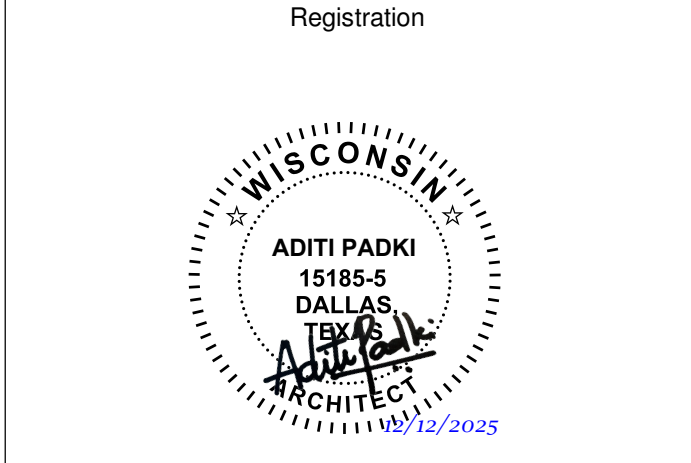 Registration
WISCONSIN
ADITI PADKI
15185-5
DALLAS,
TEXAS
Aditi Padki
ARCHITECT
12/12/2025